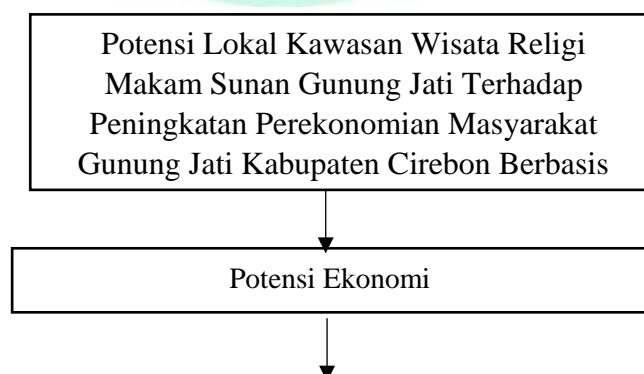 Potensi Lokal Kawasan Wisata Religi
Makam Sunan Gunung Jati Terhadap
Peningkatan Perekonomian Masyarakat
Gunung Jati Kabupaten Cirebon Berbasis
Potensi Ekonomi